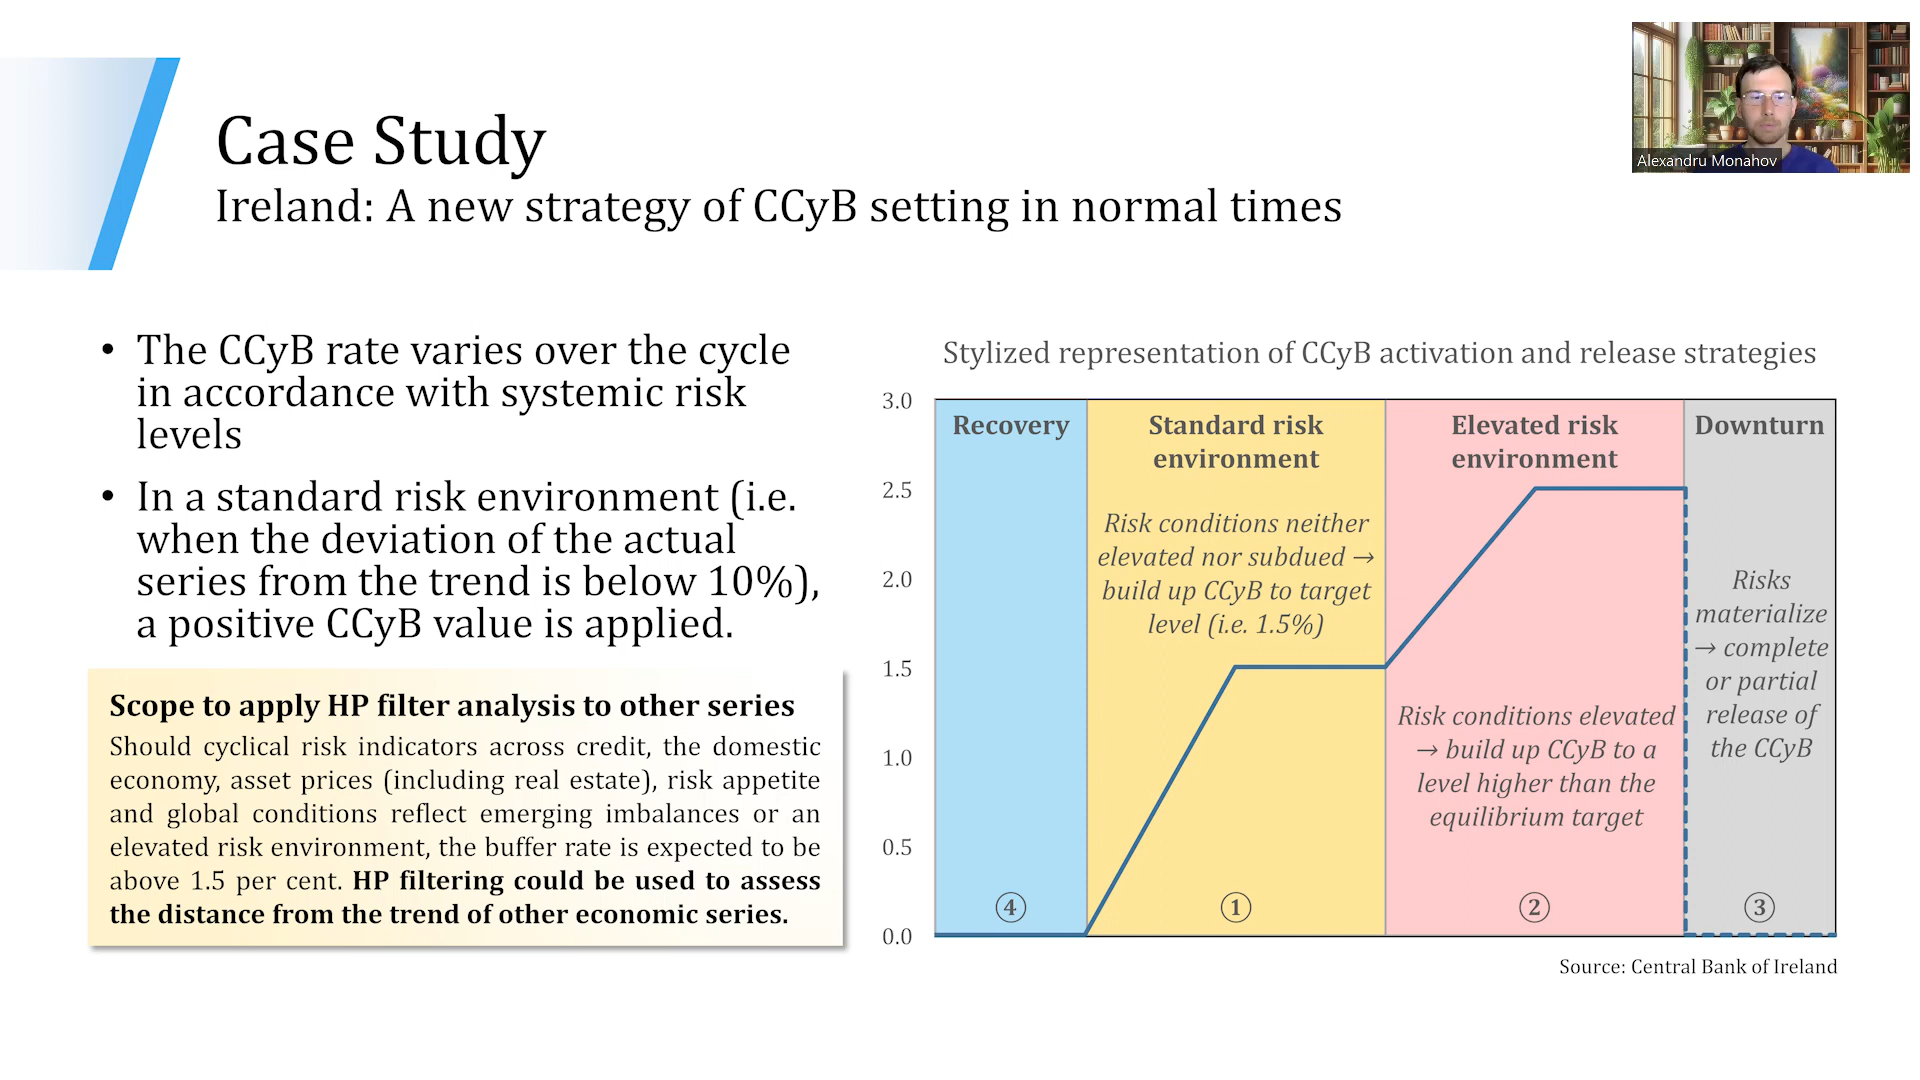 Alexandru Monahov
Case Study
Ireland: A new strategy of CCyB setting in normal times
• The CCyB rate varies over the cycle
in accordance with systemic risk
levels
• In a standard risk environment (i.e.
when the deviation of the actual
series from the trend is below 10%),
a positive CCyB value is applied.
Scope to apply HP filter analysis to other series
Should cyclical risk indicators across credit, the domestic
economy, asset prices (including real estate), risk appetite
and global conditions reflect emerging imbalances or an
elevated risk environment, the buffer rate is expected to be
above 1.5 per cent. HP filtering could be used to assess
the distance from the trend of other economic series.
Stylized representation of CCyB activation and release strategies
3.0
2.5
2.0
1.5
1.0
0.5
0.0
Recovery
④
Standard risk
environment
Risk conditions neither
elevated nor subdued →
build up CCyB to target
level (i.e. 1.5%)
①
Elevated risk
environment
Risk conditions elevated
→ build up CCyB to a
level higher than the
equilibrium target
②
Downturn
Risks
materialize
→ complete
or partial
release of
the CCyB
③
Source: Central Bank of Ireland